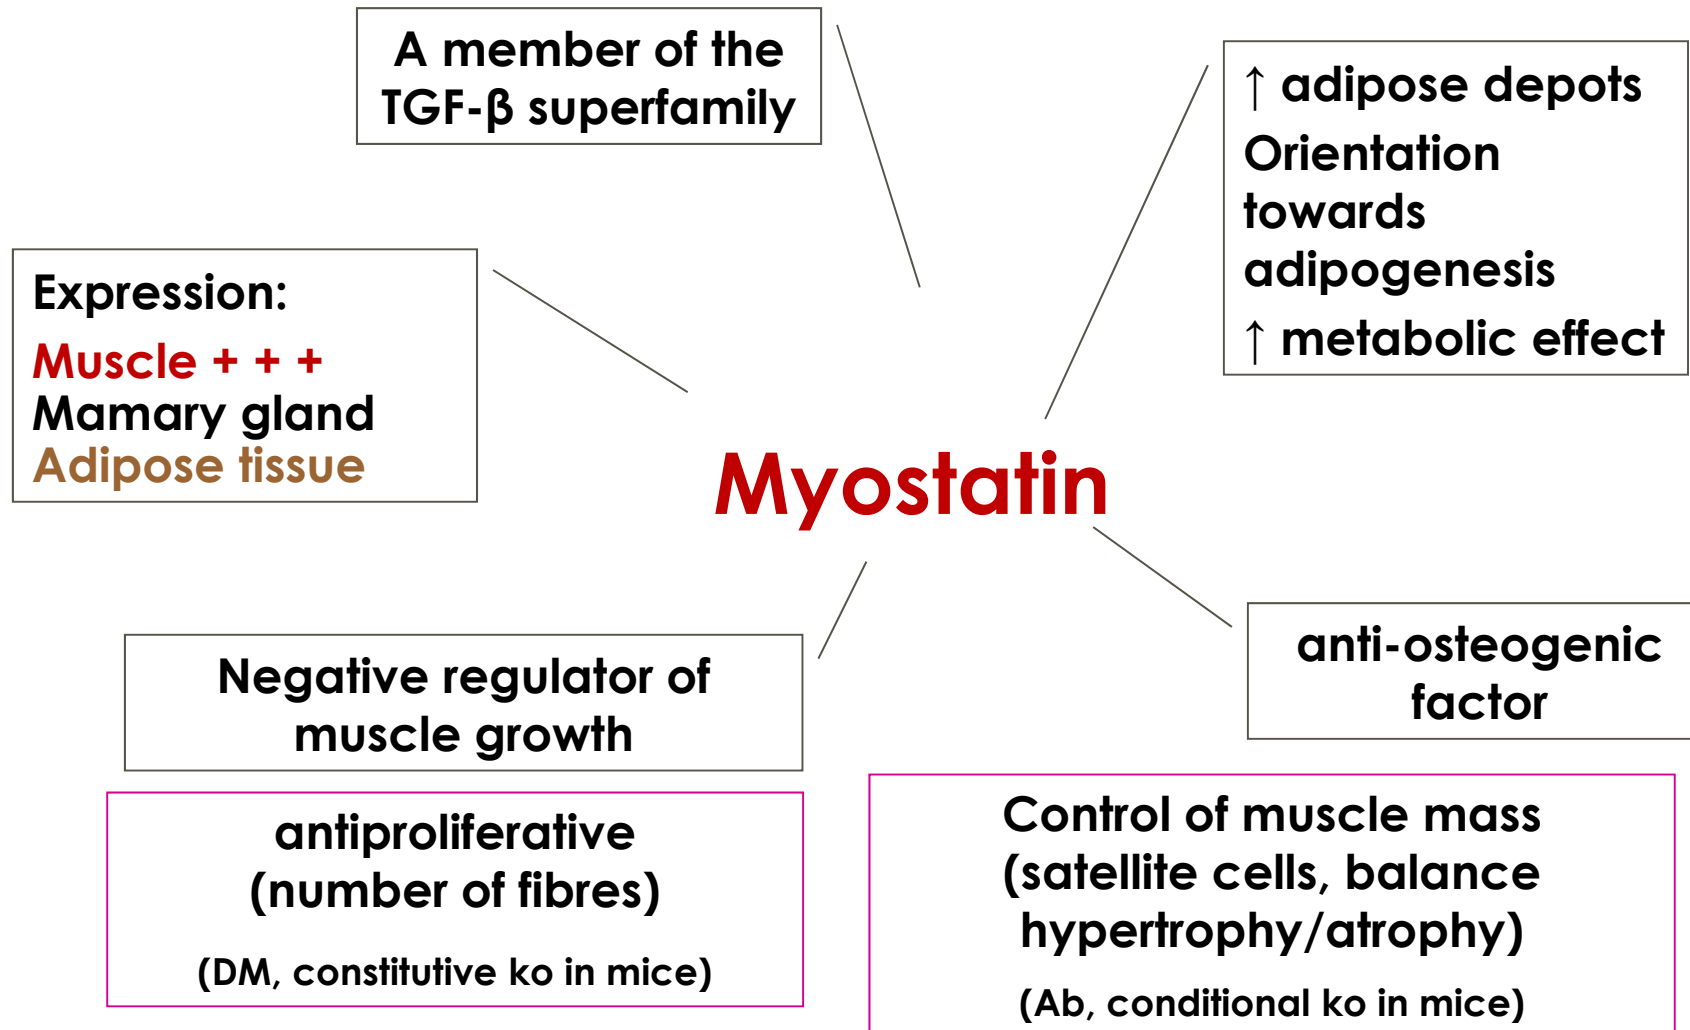 A member of the
TGF-β superfamily
↑ adipose depots
Orientation
towards
adipogenesis
↑ metabolic effect
Expression:
Muscle + + +
Mamary gland
Adipose tissue
Myostatin
Negative regulator of
muscle growth
anti-osteogenic
factor
antiproliferative
(number of fibres)
(DM, constitutive ko in mice)
Control of muscle mass
(satellite cells, balance
hypertrophy/atrophy)
(Ab, conditional ko in mice)